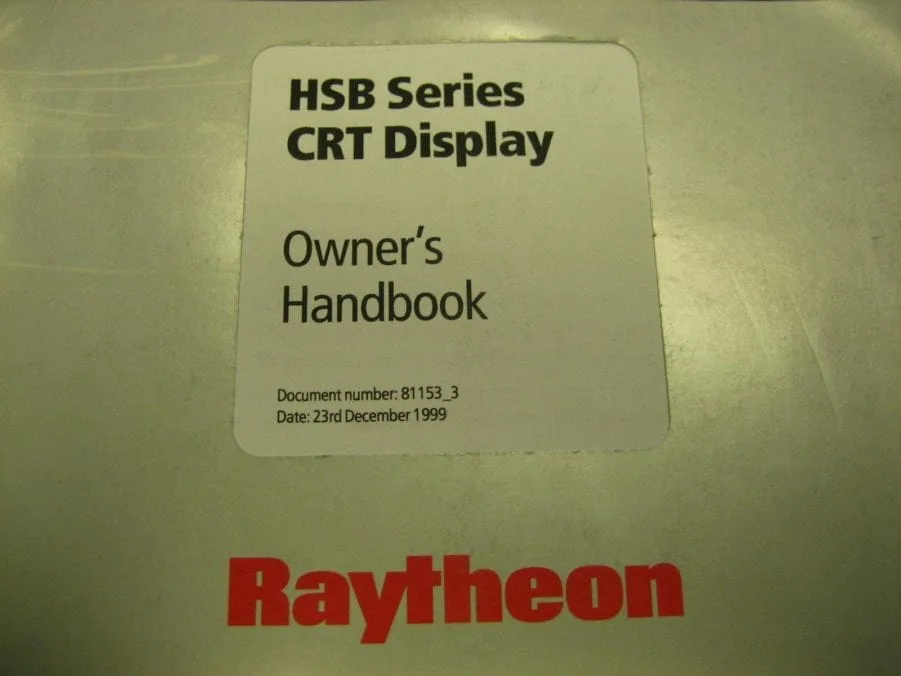 HSB Series
CRT Display
Owner's
Handbook
Document number: 81153_3
Date: 23rd December 1999
Raytheon